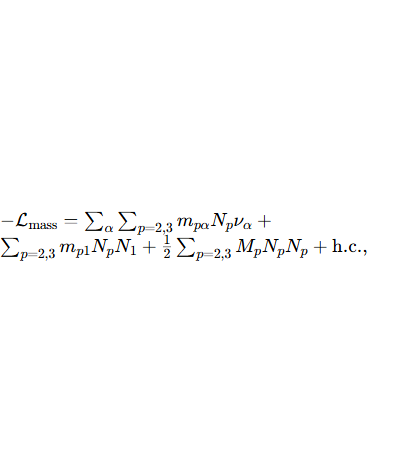 −ℒ_mass = ∑_α ∑_{p=2,3} m_{pα} N_p ν_α +
∑_{p=2,3} m_{p1} N_p N_1 + ½ ∑_{p=2,3} M_p N_p N_p + h.c.,